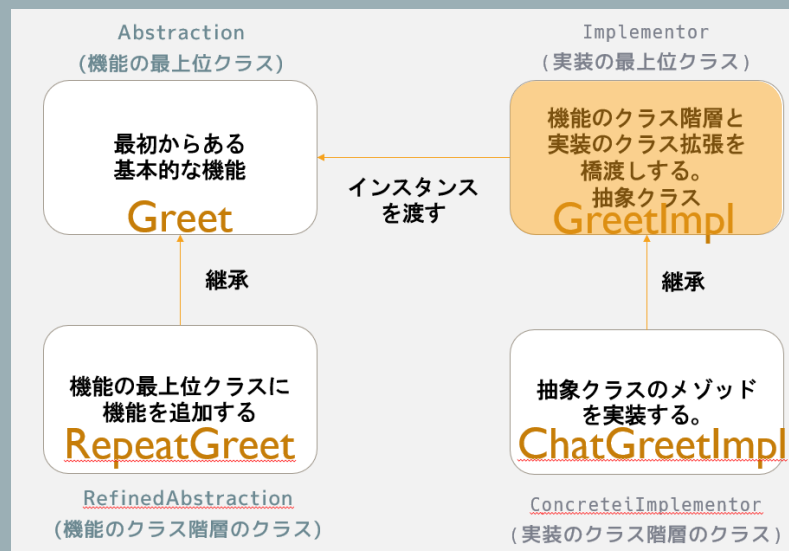 Abstraction
(機能の最上位クラス)
Implementor
(実装の最上位クラス)
最初からある
基本的な機能
Greet
機能のクラス階層と
実装のクラス拡張を
橋渡しする。
抽象クラス
GreetImpl
インスタンス
を渡す
継承
継承
機能の最上位クラスに
機能を追加する
RepeatGreet
抽象クラスのメゾッド
を実装する。
ChatGreetImpl
RefinedAbstraction
(機能のクラス階層のクラス)
ConcreteiImplementor
(実装のクラス階層のクラス)